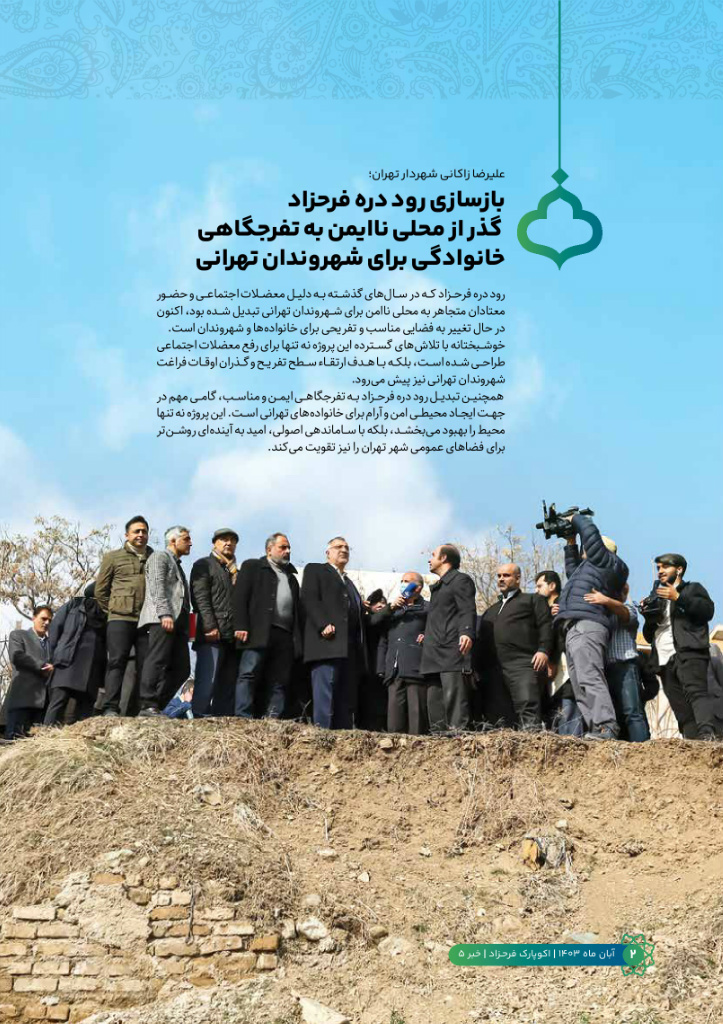 علیرضا زاکانی شهردار تهران؛
بازسازی رود دره فرحزاد
گذر از محلی ناایمن به تفرجگاهی
خانوادگی برای شهروندان تهرانی
رود دره فرحزاد که در سال‌های گذشته به دلیل معضلات اجتماعی و حضور
معتادان متجاهر به محلی ناامن برای شهروندان تهرانی تبدیل شده بود، اکنون
در حال تغییر به فضایی مناسب و تفریحی برای خانواده‌ها و شهروندان است.
خوشبختانه با تلاش‌های گسترده این پروژه نه تنها برای رفع معضلات اجتماعی
طراحی شده است، بلکه با هدف ارتقاء سطح تفریح و گذران اوقات فراغت
شهروندان تهرانی نیز پیش می‌رود.
همچنین تبدیل رود دره فرحزاد به تفرجگاهی ایمن و مناسب، گامی مهم در
جهت ایجاد محیطی امن و آرام برای خانواده‌های تهرانی است. این پروژه نه تنها
محیط را بهبود می‌بخشد، بلکه با ساماندهی اصولی، امید به آینده‌ای روشن‌تر
برای فضاهای عمومی شهر تهران را نیز تقویت می‌کند.
۲ آبان ماه ۱۴۰۳ | اکوپارک فرحزاد | خبر ۵